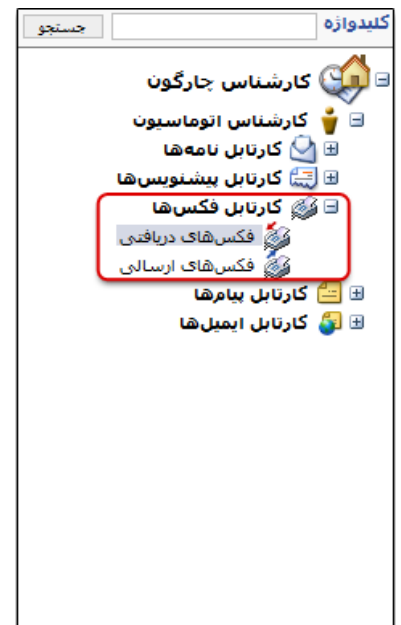 کلیدواژه جستجو
کارشناس چارگون
کارشناس اتوماسیون
کارتابل نامه‌ها
کارتابل پیشنویس‌ها
کارتابل فکس‌ها
فکس‌های دریافتی
فکس‌های ارسالی
کارتابل پیام‌ها
کارتابل ایمیل‌ها